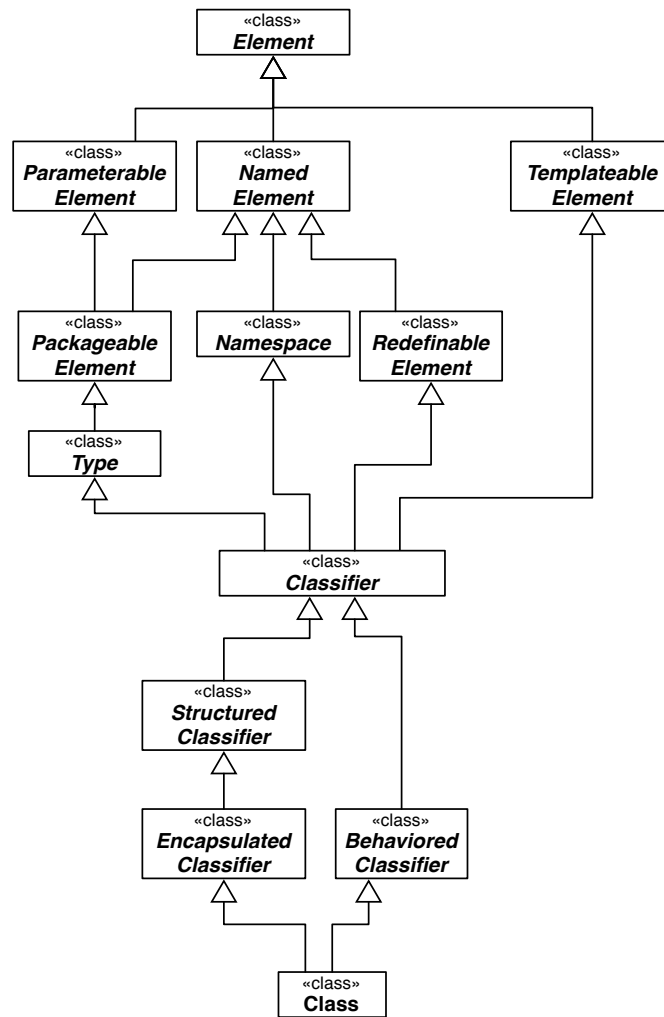 «class»
Element
«class»
Parameterable
Element
«class»
Named
Element
«class»
Templateable
Element
«class»
Packageable
Element
«class»
Namespace
«class»
Redefinable
Element
«class»
Type
«class»
Classifier
«class»
Structured
Classifier
«class»
Encapsulated
Classifier
«class»
Behaviored
Classifier
«class»
Class